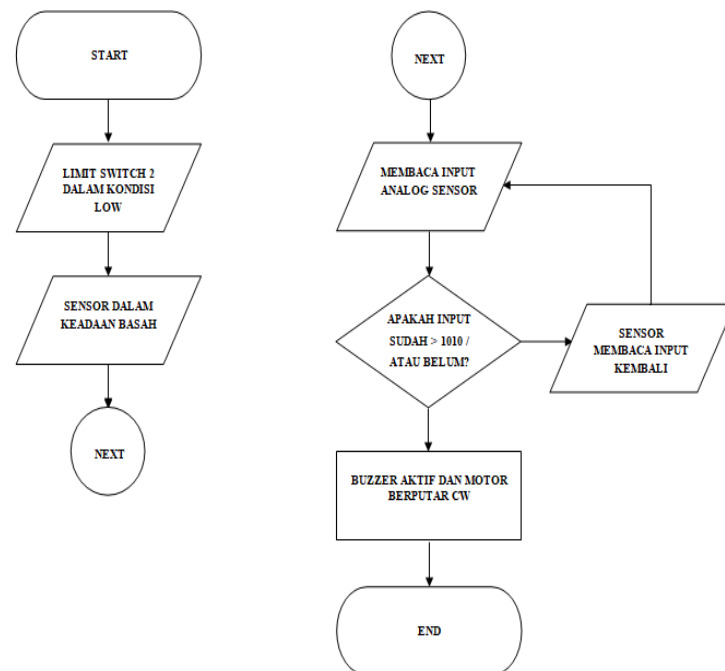 START
LIMIT SWITCH 2
DALAM KONDISI
LOW
SENSOR DALAM
KEADAAN BASAH
NEXT
NEXT
MEMBACA INPUT
ANALOG SENSOR
APAKAH INPUT
SUDAH > 1010 /
ATAU BELUM?
SENSOR
MEMBACA INPUT
KEMBALI
BUZZER AKTIF DAN MOTOR
BERPUTAR CW
END